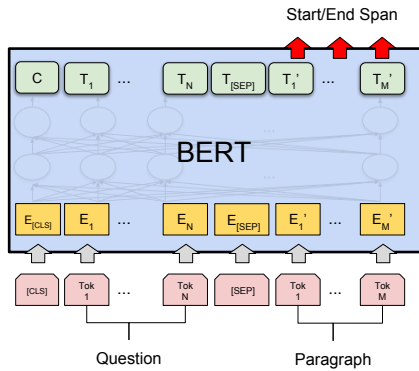 Start/End Span
C T1 ... TN T[SEP] T1' ... TM'
...
BERT
...
E[CLS] E1 ... EN E[SEP] E1' ... EM'
[CLS] Tok 1 ... Tok N [SEP] Tok 1 ... Tok M
Question Paragraph